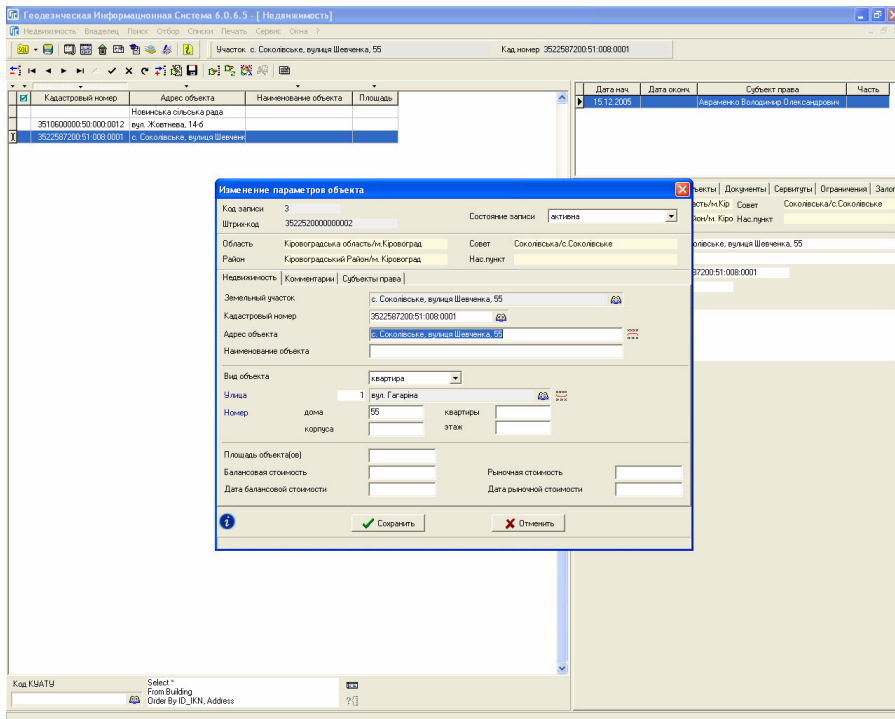 Геодезическая Информационная Система 6.0.6.5 - [ Недвижимость]
Недвижимость Владелец Поиск Отбор Списки Печать Сервис Окна ?
Участок с. Соколівське, вулиця Шевченка, 55 Кад.номер 3522587200:51:008:0001
Кадастровый номер Адрес объекта Наименование объекта Площадь
Новинська сільська рада
3510600000:50:000:0012 вул. Жовтнева, 14-б
3522587200:51:008:0001 с. Соколівське, вулиця Шевченк
Дата нач. Дата оконч. Субъект права Часть
15.12.2005 Авраменко Володимир Олександрович
ъекты Документы Сервитуты Ограничения Залог
асть/м.Кір Совет Соколівська/с.Соколівське
йон/м. Кіро Нас.пункт
олівське, вулиця Шевченка, 55
87200:51:008:0001
Изменение параметров объекта
Код записи 3
Состояние записи активна
Штрих-код 3522520000000002
Область Кіровоградська область/м.Кіровоград Совет Соколівська/с.Соколівське
Район Кіровоградський Район/м. Кіровоград Нас.пункт
Недвижимость Комментарии Субъекты права
Земельный участок с. Соколівське, вулиця Шевченка, 55
Кадастровый номер 3522587200:51:008:0001
Адрес объекта с. Соколівське, вулиця Шевченка, 55
Наименование объекта
Вид объекта квартира
Улица 1 вул. Гагаріна
Номер дома 55 квартиры
корпуса этаж
Площадь объекта(ов)
Балансовая стоимость Рыночная стоимость
Дата балансовой стоимости Дата рыночной стоимости
Сохранить Отменить
Код КУАТУ
Select *
From Building
Order By ID_IKN, Address